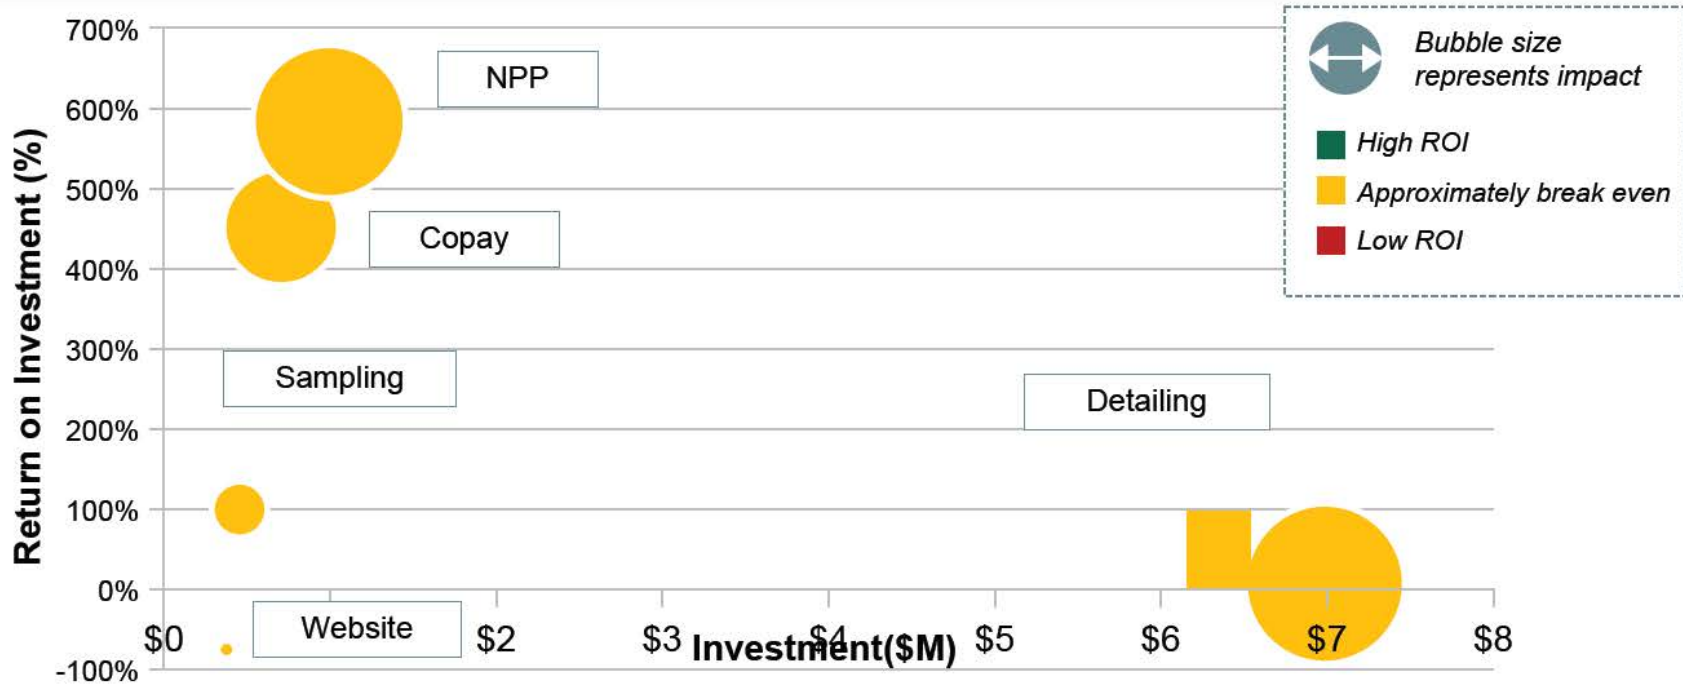 700%
600%
500%
400%
300%
200%
100%
0%
-100%
Return on Investment (%)
NPP
Copay
Sampling
Detailing
Website
$0
$2
$3
$4
$5
$6
$7
$8
Investment($M)
Bubble size
represents impact
High ROI
Approximately break even
Low ROI